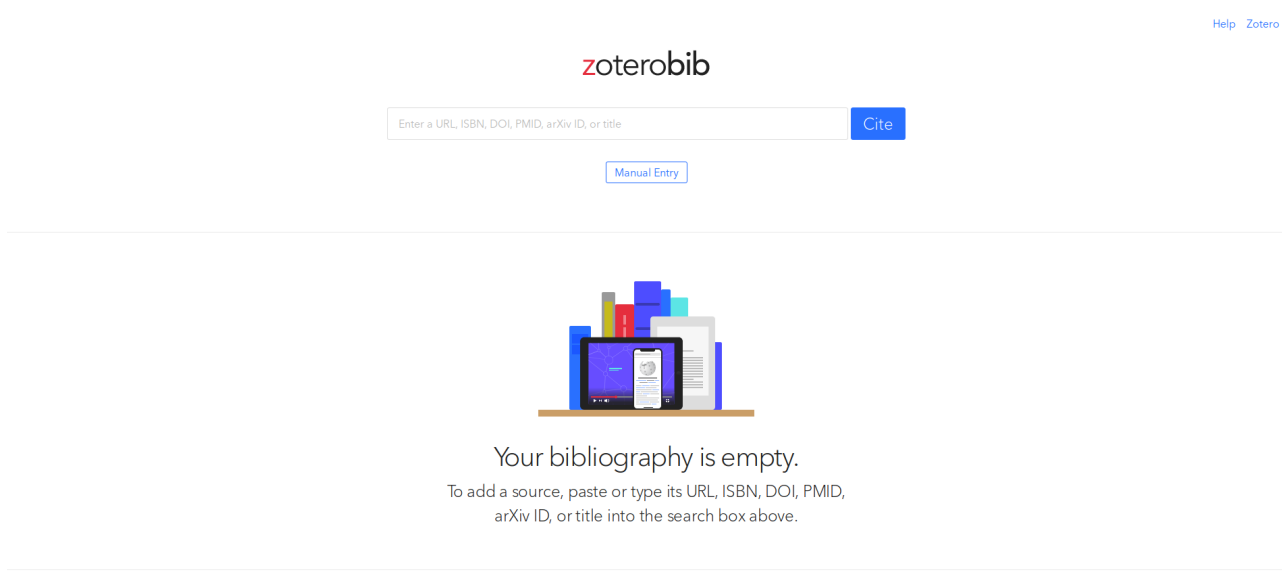 Help Zotero
zoterobib
Enter a URL, ISBN, DOI, PMID, arXiv ID, or title
Cite
Manual Entry
Your bibliography is empty.
To add a source, paste or type its URL, ISBN, DOI, PMID,
arXiv ID, or title into the search box above.